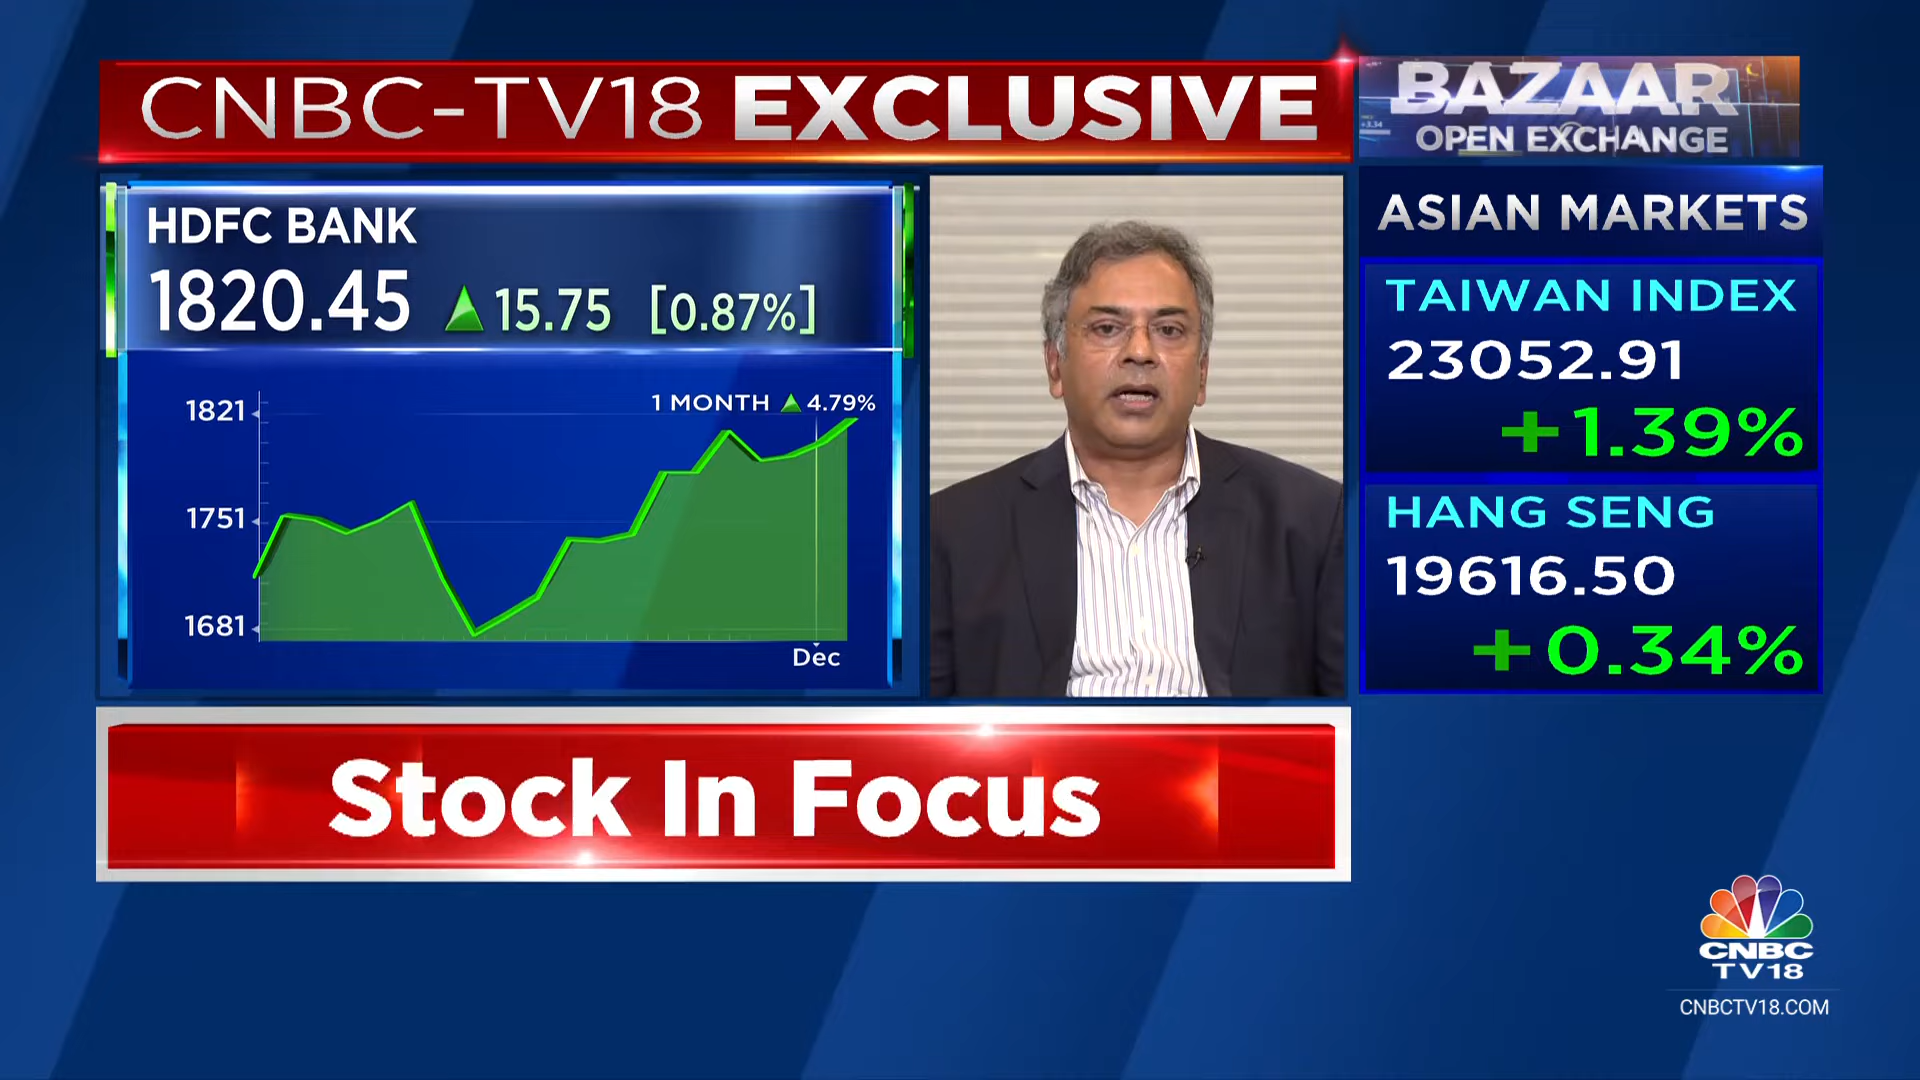 CNBC-TV18 EXCLUSIVE
BAZAAR
OPEN EXCHANGE
HDFC BANK
1820.45 ▲ 15.75 [0.87%]
1 MONTH ▲ 4.79%
1821
1751
1681
Dec
ASIAN MARKETS
TAIWAN INDEX
23052.91
+1.39%
HANG SENG
19616.50
+0.34%
Stock In Focus
CNBC
TV18
CNBCTV18.COM